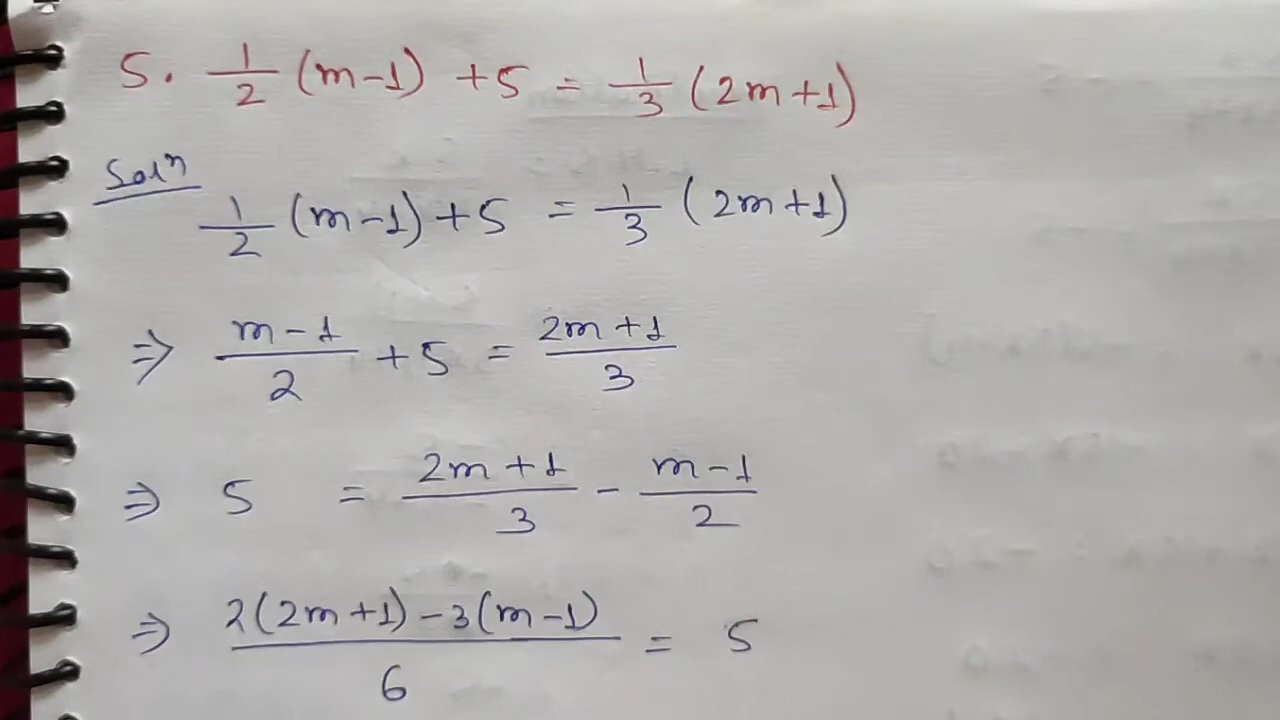 5. 1/2 (m-1) +5 = 1/3 (2m+1)
Solⁿ
1/2 (m-1) +5 = 1/3 (2m+1)
⇒ (m-1)/2 +5 = (2m+1)/3
⇒ 5 = (2m+1)/3 - (m-1)/2
⇒ (2(2m+1)-3(m-1))/6 = 5